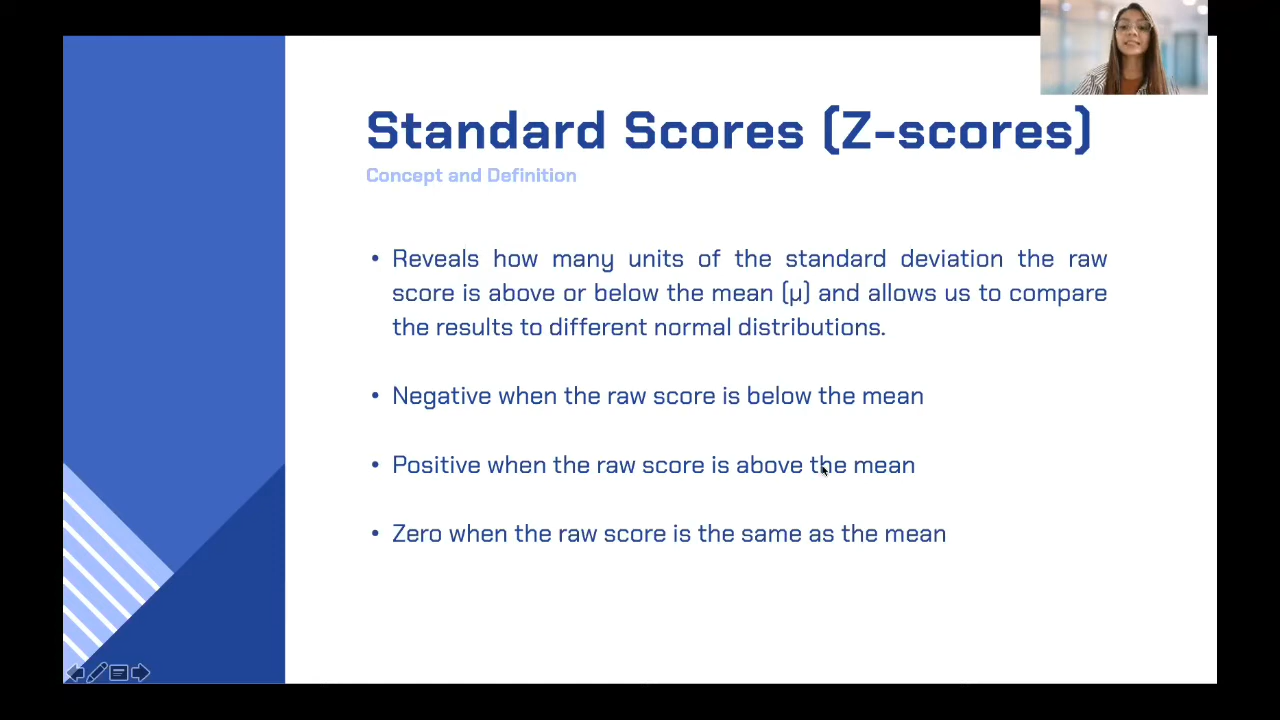 Standard Scores (Z-scores)
Concept and Definition
• Reveals how many units of the standard deviation the raw
score is above or below the mean (µ) and allows us to compare
the results to different normal distributions.
• Negative when the raw score is below the mean
• Positive when the raw score is above the mean
• Zero when the raw score is the same as the mean